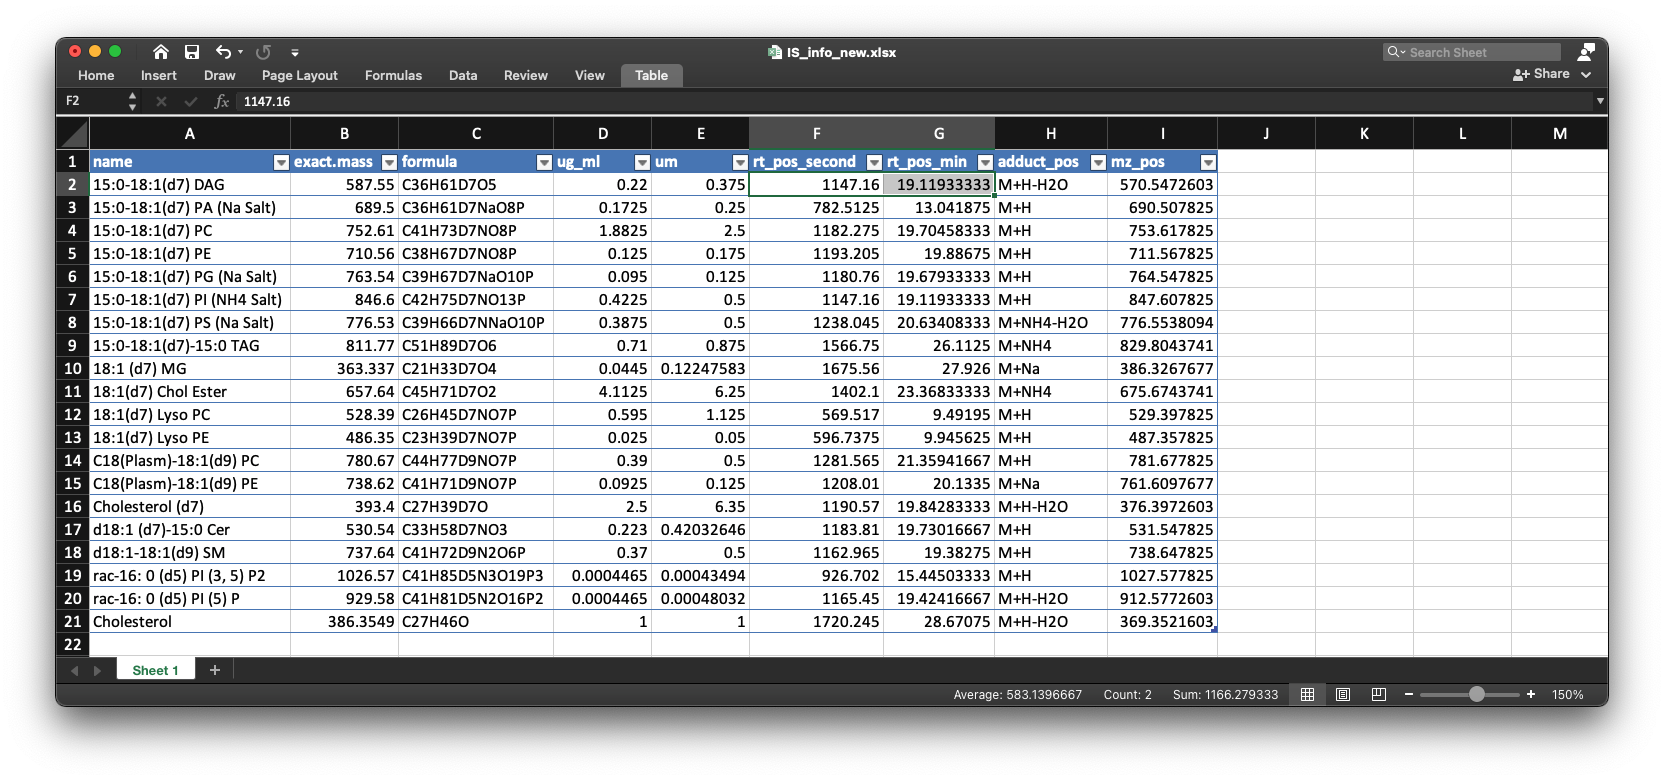 IS_info_new.xlsx
Search Sheet
Home Insert Draw Page Layout Formulas Data Review View Table
Share
F2 fx 1147.16
A B C D E F G H I J K L M
1 name exact.mass formula ug_ml um rt_pos_second rt_pos_min adduct_pos mz_pos
2 15:0-18:1(d7) DAG 587.55 C36H61D7O5 0.22 0.375 1147.16 19.11933333 M+H-H2O 570.5472603
3 15:0-18:1(d7) PA (Na Salt) 689.5 C36H61D7NaO8P 0.1725 0.25 782.5125 13.041875 M+H 690.507825
4 15:0-18:1(d7) PC 752.61 C41H73D7NO8P 1.8825 2.5 1182.275 19.70458333 M+H 753.617825
5 15:0-18:1(d7) PE 710.56 C38H67D7NO8P 0.125 0.175 1193.205 19.88675 M+H 711.567825
6 15:0-18:1(d7) PG (Na Salt) 763.54 C39H67D7NaO10P 0.095 0.125 1180.76 19.67933333 M+H 764.547825
7 15:0-18:1(d7) PI (NH4 Salt) 846.6 C42H75D7NO13P 0.4225 0.5 1147.16 19.11933333 M+H 847.607825
8 15:0-18:1(d7) PS (Na Salt) 776.53 C39H66D7NNaO10P 0.3875 0.5 1238.045 20.63408333 M+NH4-H2O 776.5538094
9 15:0-18:1(d7)-15:0 TAG 811.77 C51H89D7O6 0.71 0.875 1566.75 26.1125 M+NH4 829.8043741
10 18:1 (d7) MG 363.337 C21H33D7O4 0.0445 0.12247583 1675.56 27.926 M+Na 386.3267677
11 18:1(d7) Chol Ester 657.64 C45H71D7O2 4.1125 6.25 1402.1 23.36833333 M+NH4 675.6743741
12 18:1(d7) Lyso PC 528.39 C26H45D7NO7P 0.595 1.125 569.517 9.49195 M+H 529.397825
13 18:1(d7) Lyso PE 486.35 C23H39D7NO7P 0.025 0.05 596.7375 9.945625 M+H 487.357825
14 C18(Plasm)-18:1(d9) PC 780.67 C44H77D9NO7P 0.39 0.5 1281.565 21.35941667 M+H 781.677825
15 C18(Plasm)-18:1(d9) PE 738.62 C41H71D9NO7P 0.0925 0.125 1208.01 20.1335 M+Na 761.6097677
16 Cholesterol (d7) 393.4 C27H39D7O 2.5 6.35 1190.57 19.84283333 M+H-H2O 376.3972603
17 d18:1 (d7)-15:0 Cer 530.54 C33H58D7NO3 0.223 0.42032646 1183.81 19.73016667 M+H 531.547825
18 d18:1-18:1(d9) SM 737.64 C41H72D9N2O6P 0.37 0.5 1162.965 19.38275 M+H 738.647825
19 rac-16: 0 (d5) PI (3, 5) P2 1026.57 C41H85D5N3O19P3 0.0004465 0.00043494 926.702 15.44503333 M+H 1027.577825
20 rac-16: 0 (d5) PI (5) P 929.58 C41H81D5N2O16P2 0.0004465 0.00048032 1165.45 19.42416667 M+H-H2O 912.5772603
21 Cholesterol 386.3549 C27H46O 1 1 1720.245 28.67075 M+H-H2O 369.3521603
22
Sheet 1
Average: 583.1396667 Count: 2 Sum: 1166.279333 150%